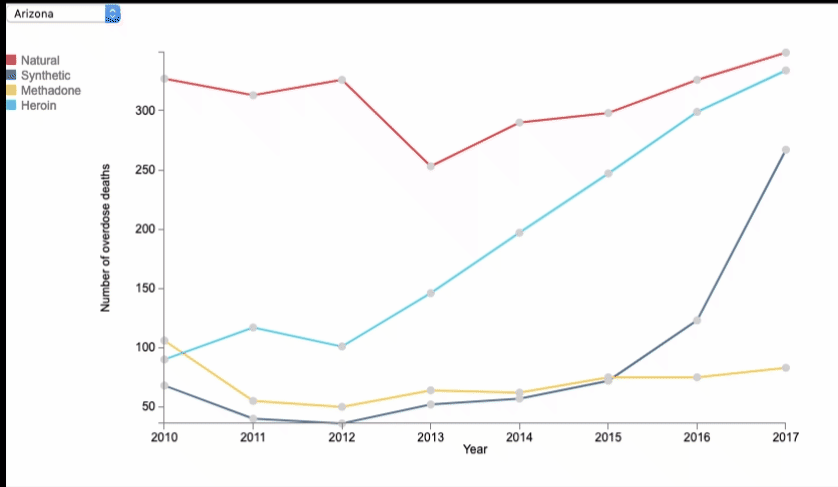 Arizona
Natural
Synthetic
Methadone
Heroin
Number of overdose deaths
300
250
200
150
100
50
2010 2011 2012 2013 2014 2015 2016 2017
Year